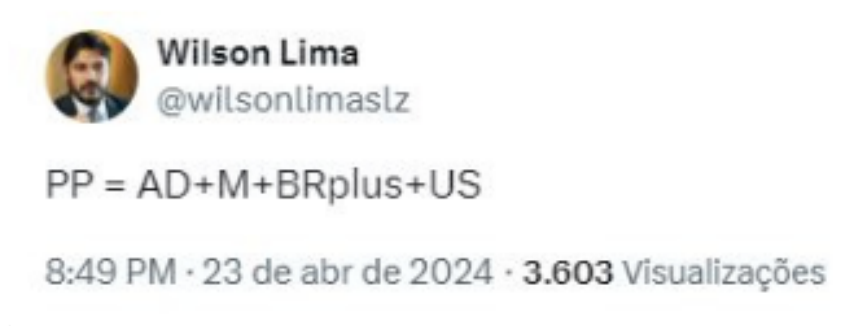 Wilson Lima
@wilsonlimaslz
PP = AD+M+BRplus+US
8:49 PM · 23 de abr de 2024 · 3.603 Visualizações